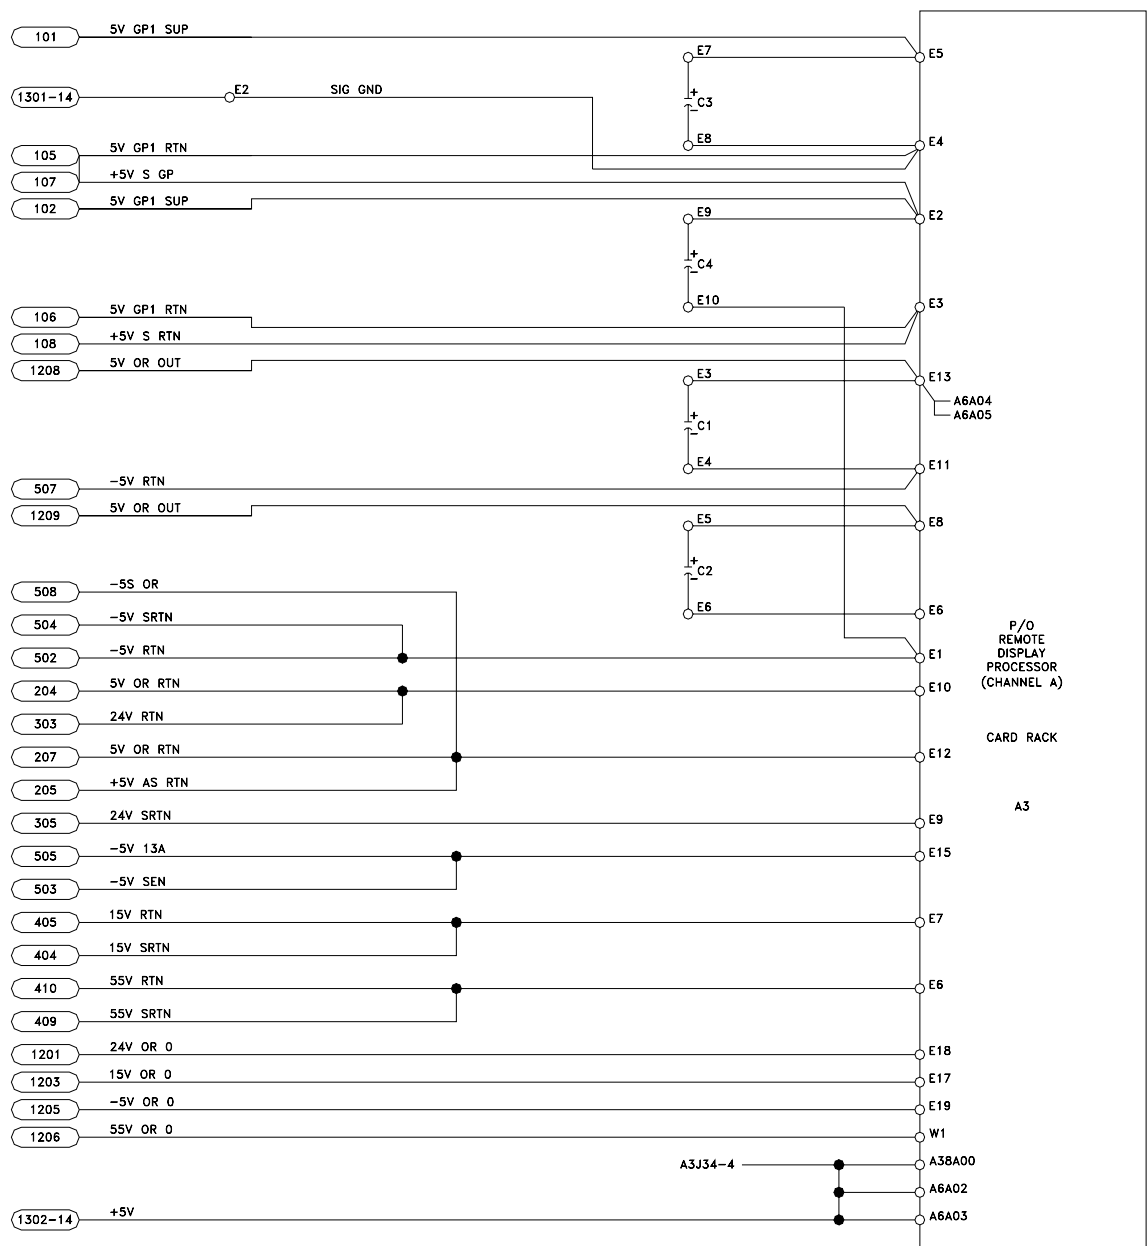 101 5V GP1 SUP E5
E7
1301-14 E2 SIG GND
+ C3 -
E8 E4
105 5V GP1 RTN
107 +5V S GP
102 5V GP1 SUP
E9 E2
+ C4 -
E10 E3
106 5V GP1 RTN
108 +5V S RTN
1208 5V OR OUT
E3 E13
A6A04
A6A05
+ C1 -
E4 E11
507 -5V RTN
1209 5V OR OUT
E5 E8
+ C2 -
508 -5S OR
E6 E6
504 -5V SRTN
502 -5V RTN E1
204 5V OR RTN E10
303 24V RTN
207 5V OR RTN E12
205 +5V AS RTN
305 24V SRTN E9
505 -5V 13A E15
503 -5V SEN
405 15V RTN E7
404 15V SRTN
410 55V RTN E6
409 55V SRTN
1201 24V OR O E18
1203 15V OR O E17
1205 -5V OR O E19
1206 55V OR O W1
A3J34-4 A38A00
A6A02
1302-14 +5V A6A03
P/O
REMOTE
DISPLAY
PROCESSOR
(CHANNEL A)
CARD RACK
A3